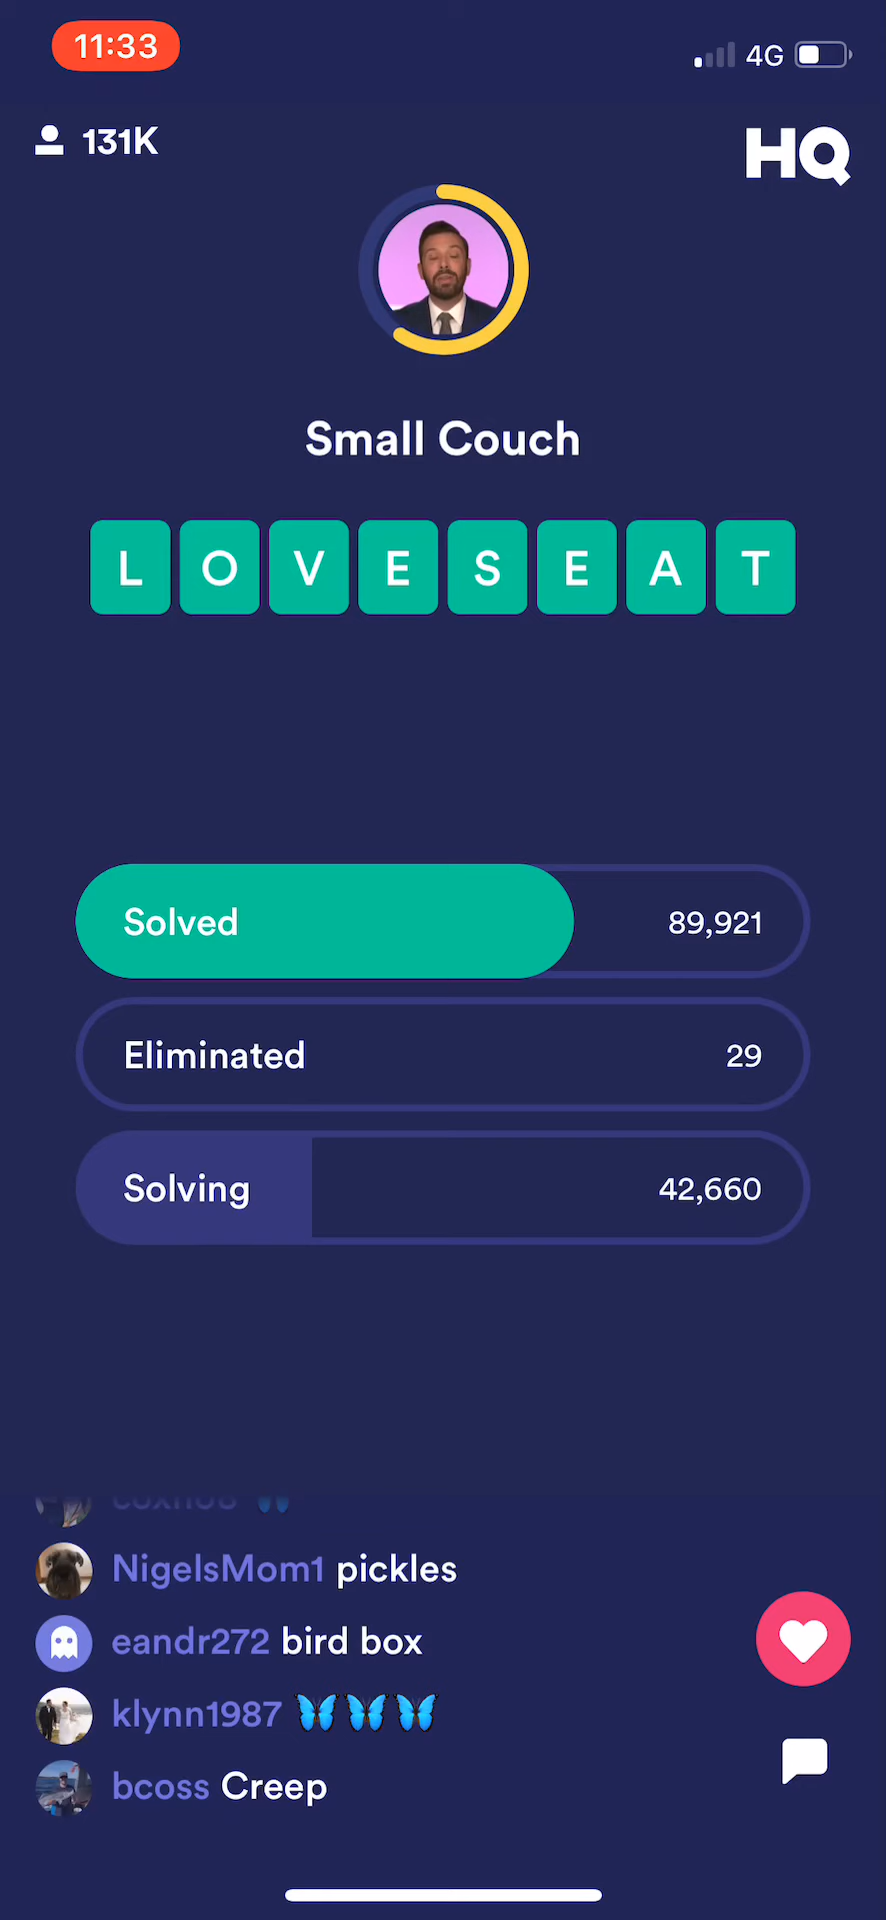 11:33
4G
131K
HQ
Small Couch
LOVESEAT
Solved 89,921
Eliminated 29
Solving 42,660
NigelsMom1 pickles
eandr272 bird box
klynn1987 🦋🦋🦋
bcoss Creep